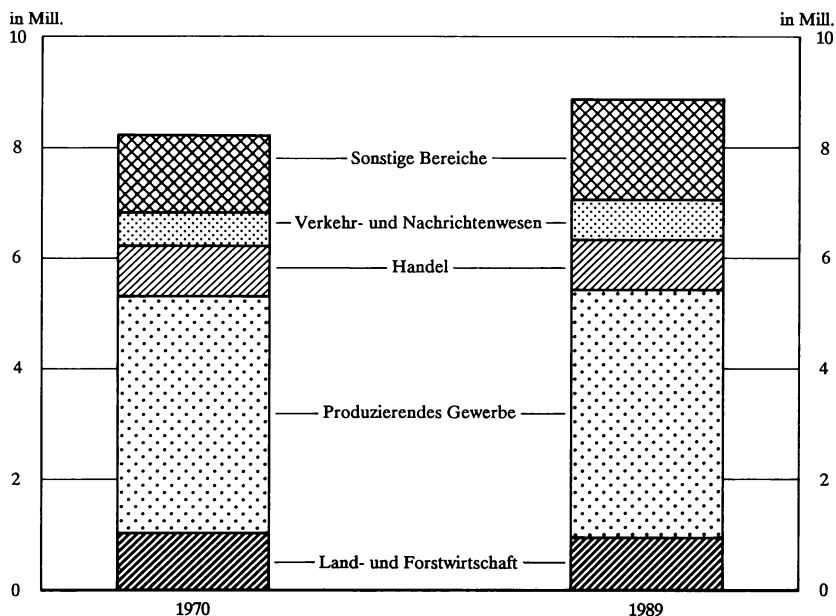 in Mill. in Mill.
10 10
8 8
Sonstige Bereiche
Verkehr- und Nachrichtenwesen
6 6
Handel
4 4
Produzierendes Gewerbe
2 2
Land- und Forstwirtschaft
0 0
1970 1989